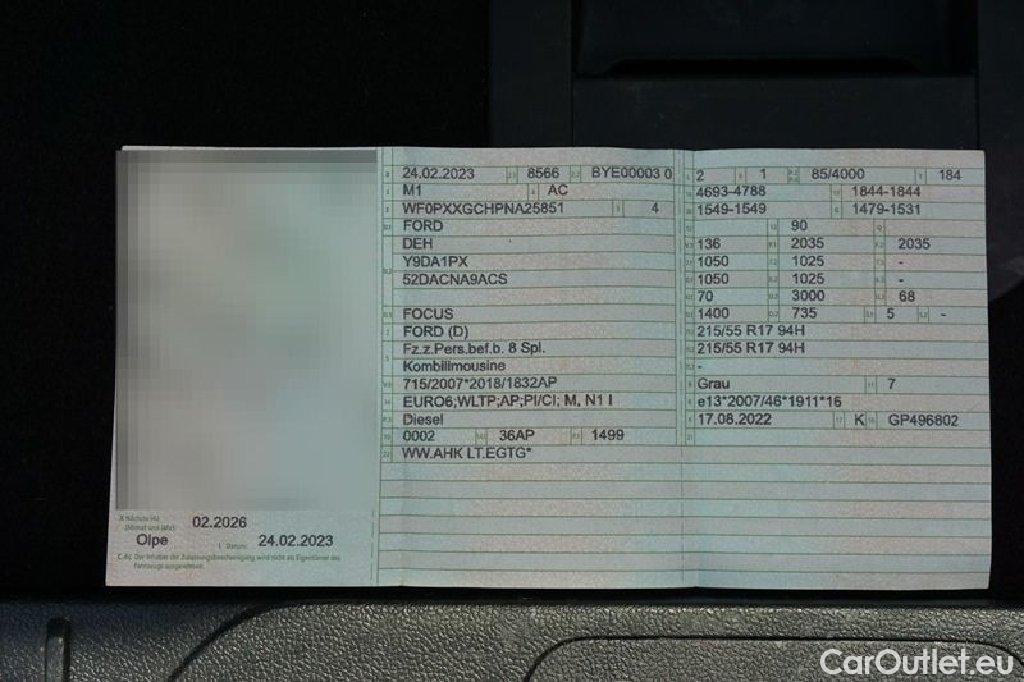 02.2026
Olpe
24.02.2023
24.02.2023 8566 BYE00003 0
M1 AC
WF0PXXGCHPNA25851 4
FORD
DEH
Y9DA1PX
52DACNA9ACS
FOCUS
FORD (D)
Fz.z.Pers.bef.b. 8 Spl.
Kombilimousine
715/2007*2018/1832AP
EURO6;WLTP;AP;PI/CI; M, N1 I
Diesel
0002 36AP 1499
WW.AHK LT.EGTG*
2 1 85/4000 184
4693-4788 1844-1844
1549-1549 1479-1531
90
136 2035 2035
1050 1025 -
1050 1025 -
70 3000 68
1400 735 5 -
215/55 R17 94H
215/55 R17 94H
-
Grau 7
e13*2007/46*1911*16
17.08.2022 K GP496802
CarOutlet.eu